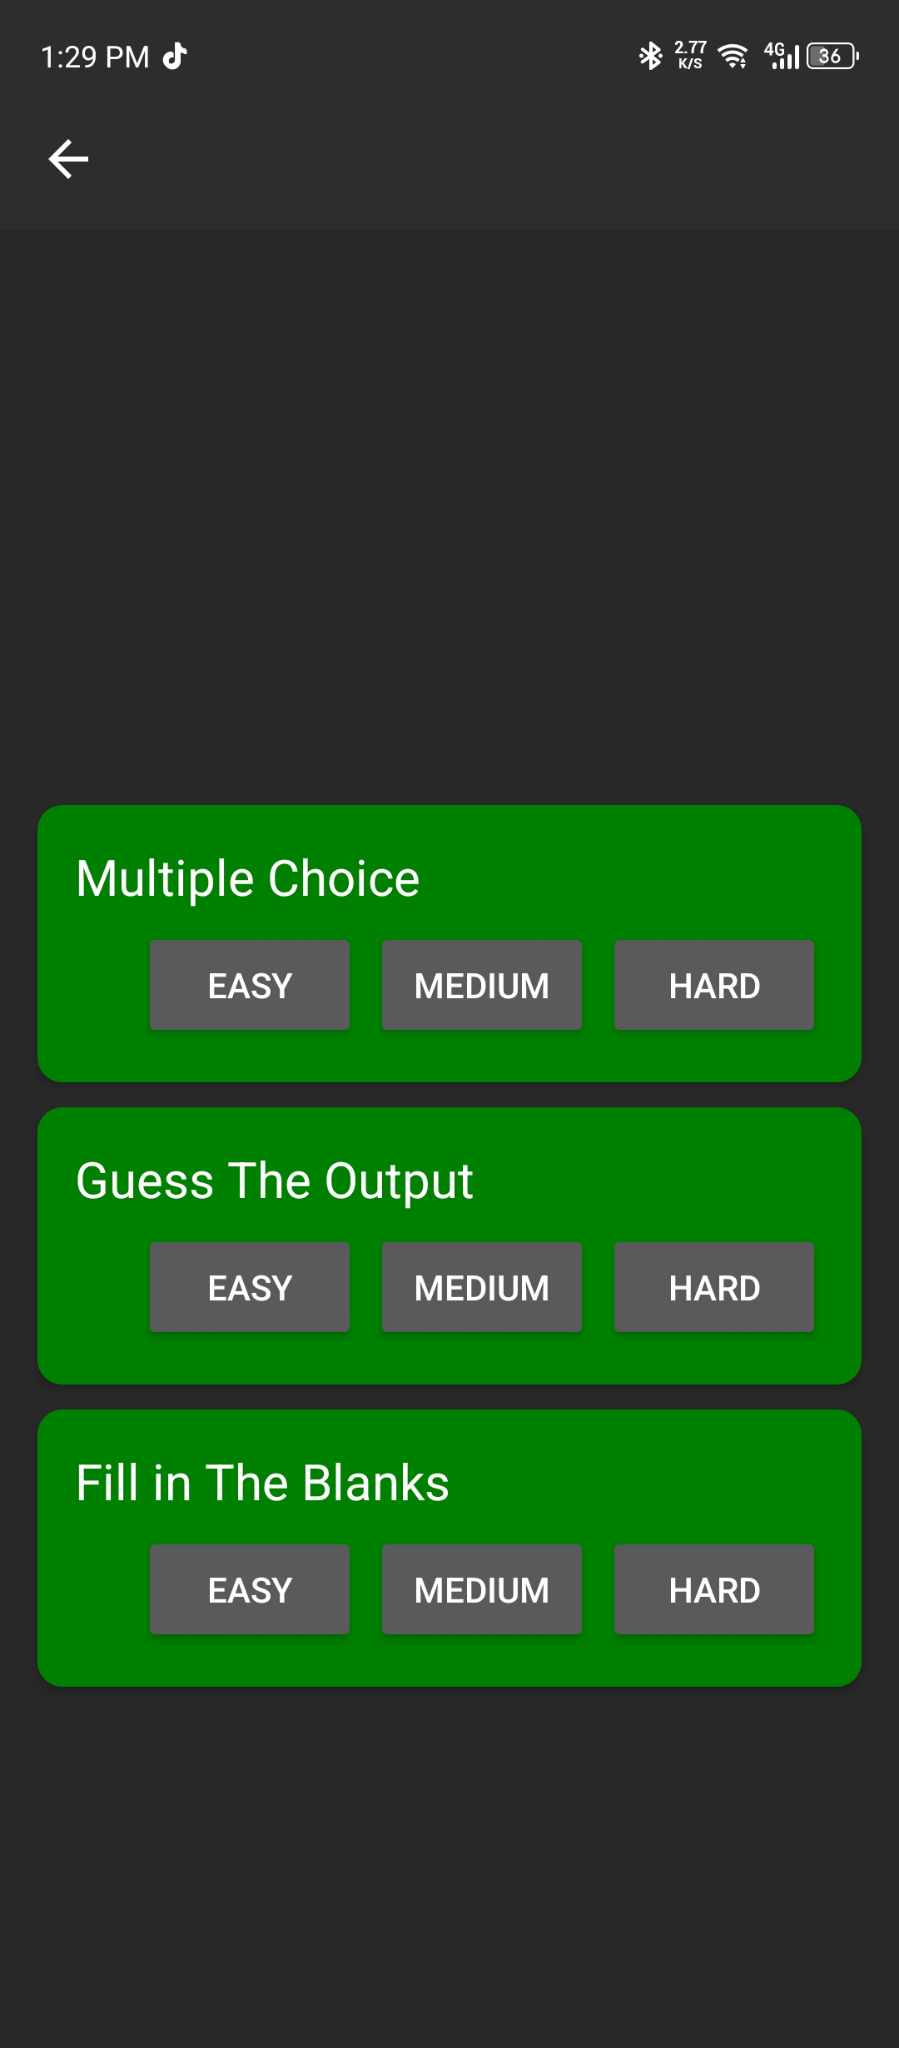 1:29 PM 2.77 K/S 4G 36
Multiple Choice
EASY MEDIUM HARD
Guess The Output
EASY MEDIUM HARD
Fill in The Blanks
EASY MEDIUM HARD